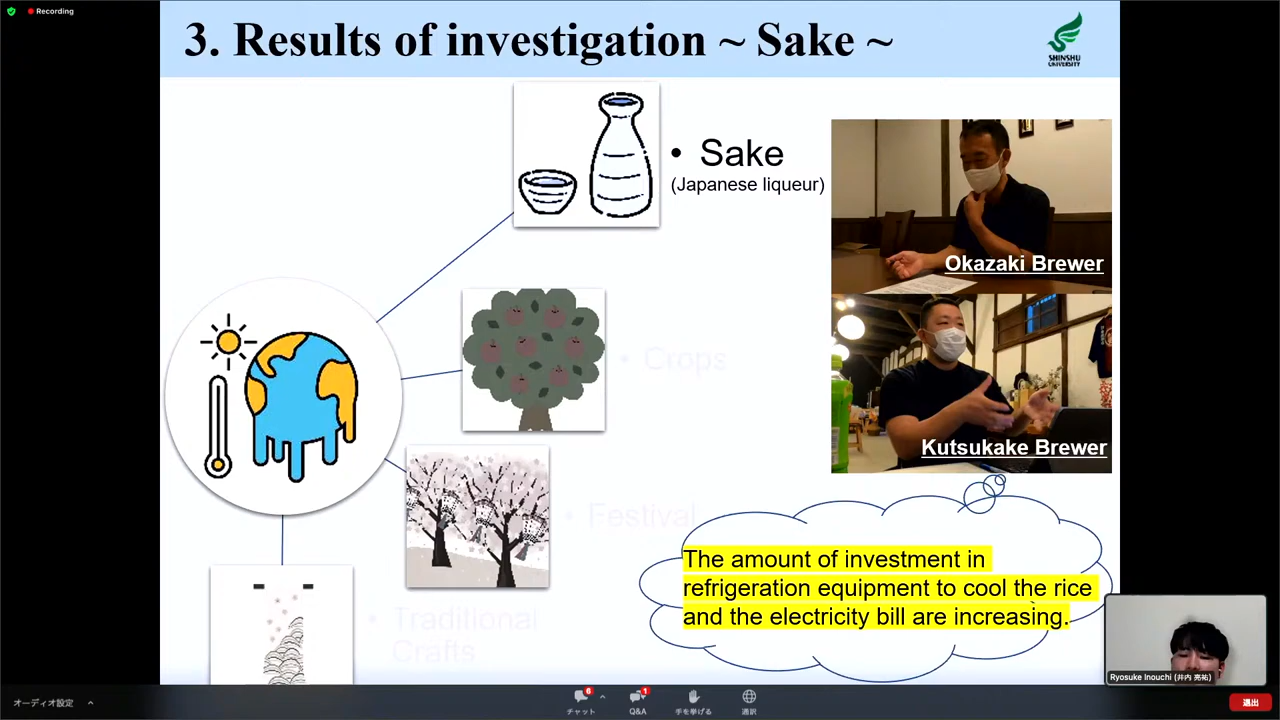 Recording
3. Results of investigation ~ Sake ~
SHINSHU
UNIVERSITY
• Sake
(Japanese liqueur)
Okazaki Brewer
• Crops
Kutsukake Brewer
• Festival
The amount of investment in
refrigeration equipment to cool the rice
and the electricity bill are increasing.
• Traditional
Crafts
Ryosuke Inouchi (井内 亮祐)
オーディオ設定
6
チャット
1
Q&A
手を挙げる
通訳
退出